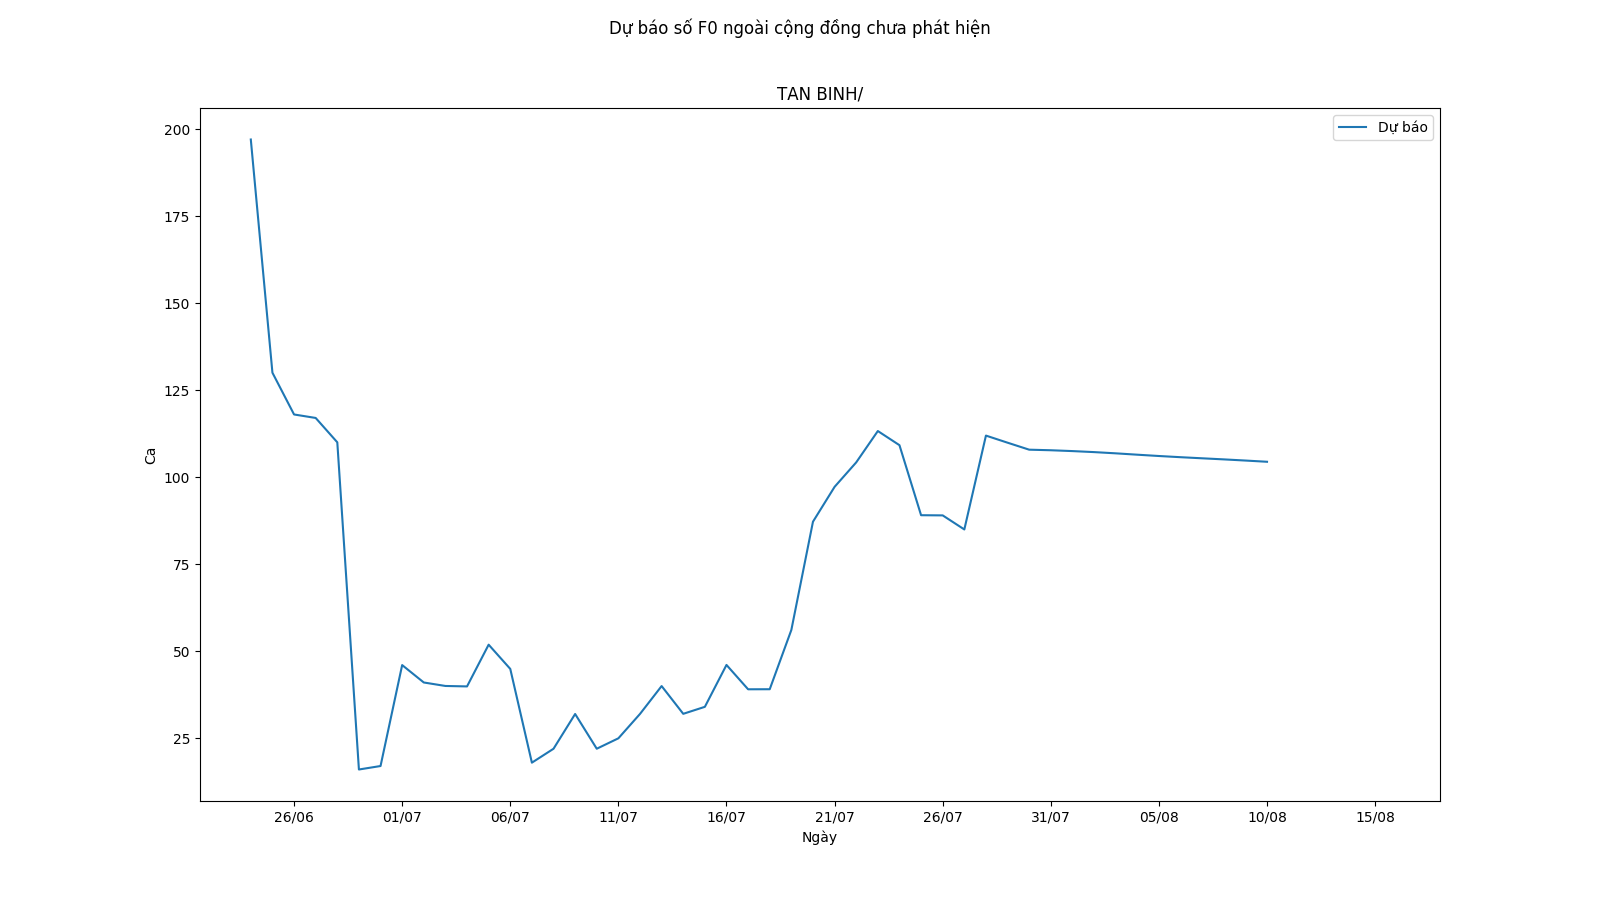 Dự báo số F0 ngoài cộng đồng chưa phát hiện
TAN BINH/
Dự báo
200
175
150
125
100
75
50
25
Ca
26/06 01/07 06/07 11/07 16/07 21/07 26/07 31/07 05/08 10/08 15/08
Ngày